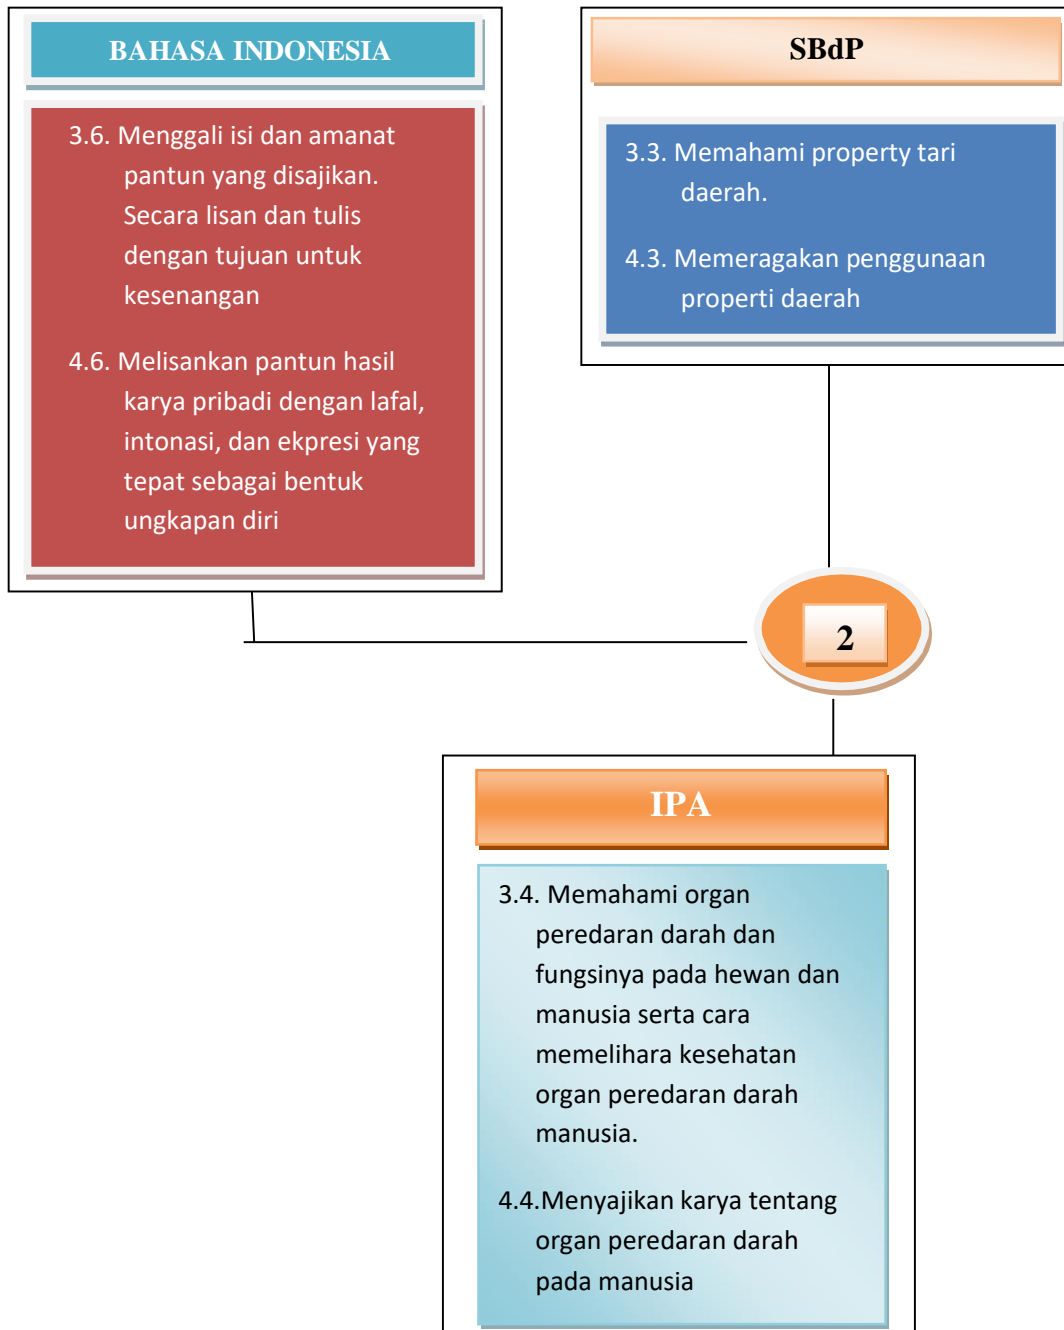 BAHASA INDONESIA
3.6. Menggali isi dan amanat
pantun yang disajikan.
Secara lisan dan tulis
dengan tujuan untuk
kesenangan
4.6. Melisankan pantun hasil
karya pribadi dengan lafal,
intonasi, dan ekpresi yang
tepat sebagai bentuk
ungkapan diri
SBdP
3.3. Memahami property tari
daerah.
4.3. Memeragakan penggunaan
properti daerah
2
IPA
3.4. Memahami organ
peredaran darah dan
fungsinya pada hewan dan
manusia serta cara
memelihara kesehatan
organ peredaran darah
manusia.
4.4.Menyajikan karya tentang
organ peredaran darah
pada manusia